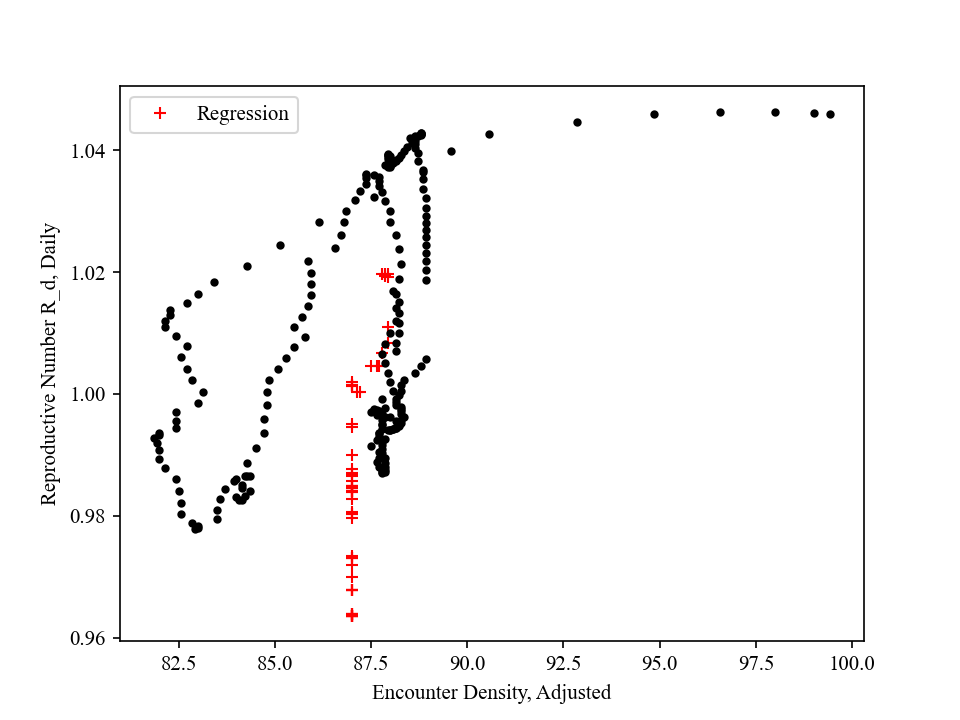 Regression
1.04
1.02
1.00
0.98
0.96
Reproductive Number R_d, Daily
82.5 85.0 87.5 90.0 92.5 95.0 97.5 100.0
Encounter Density, Adjusted